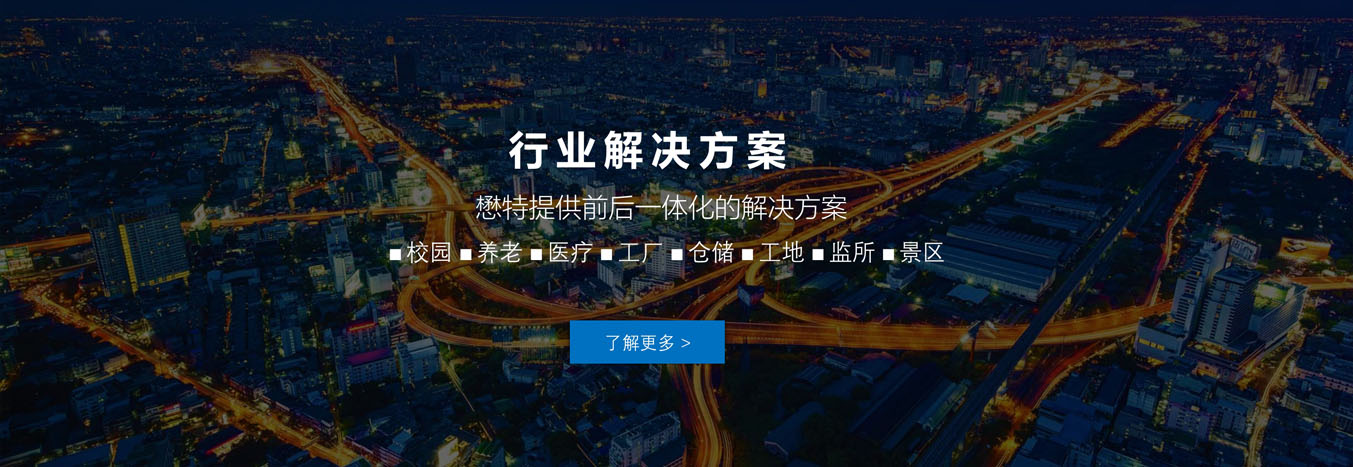 行业解决方案
懋特提供前后一体化的解决方案
■校园 ■养老 ■医疗 ■工厂 ■仓储 ■工地 ■监所 ■景区
了解更多 >